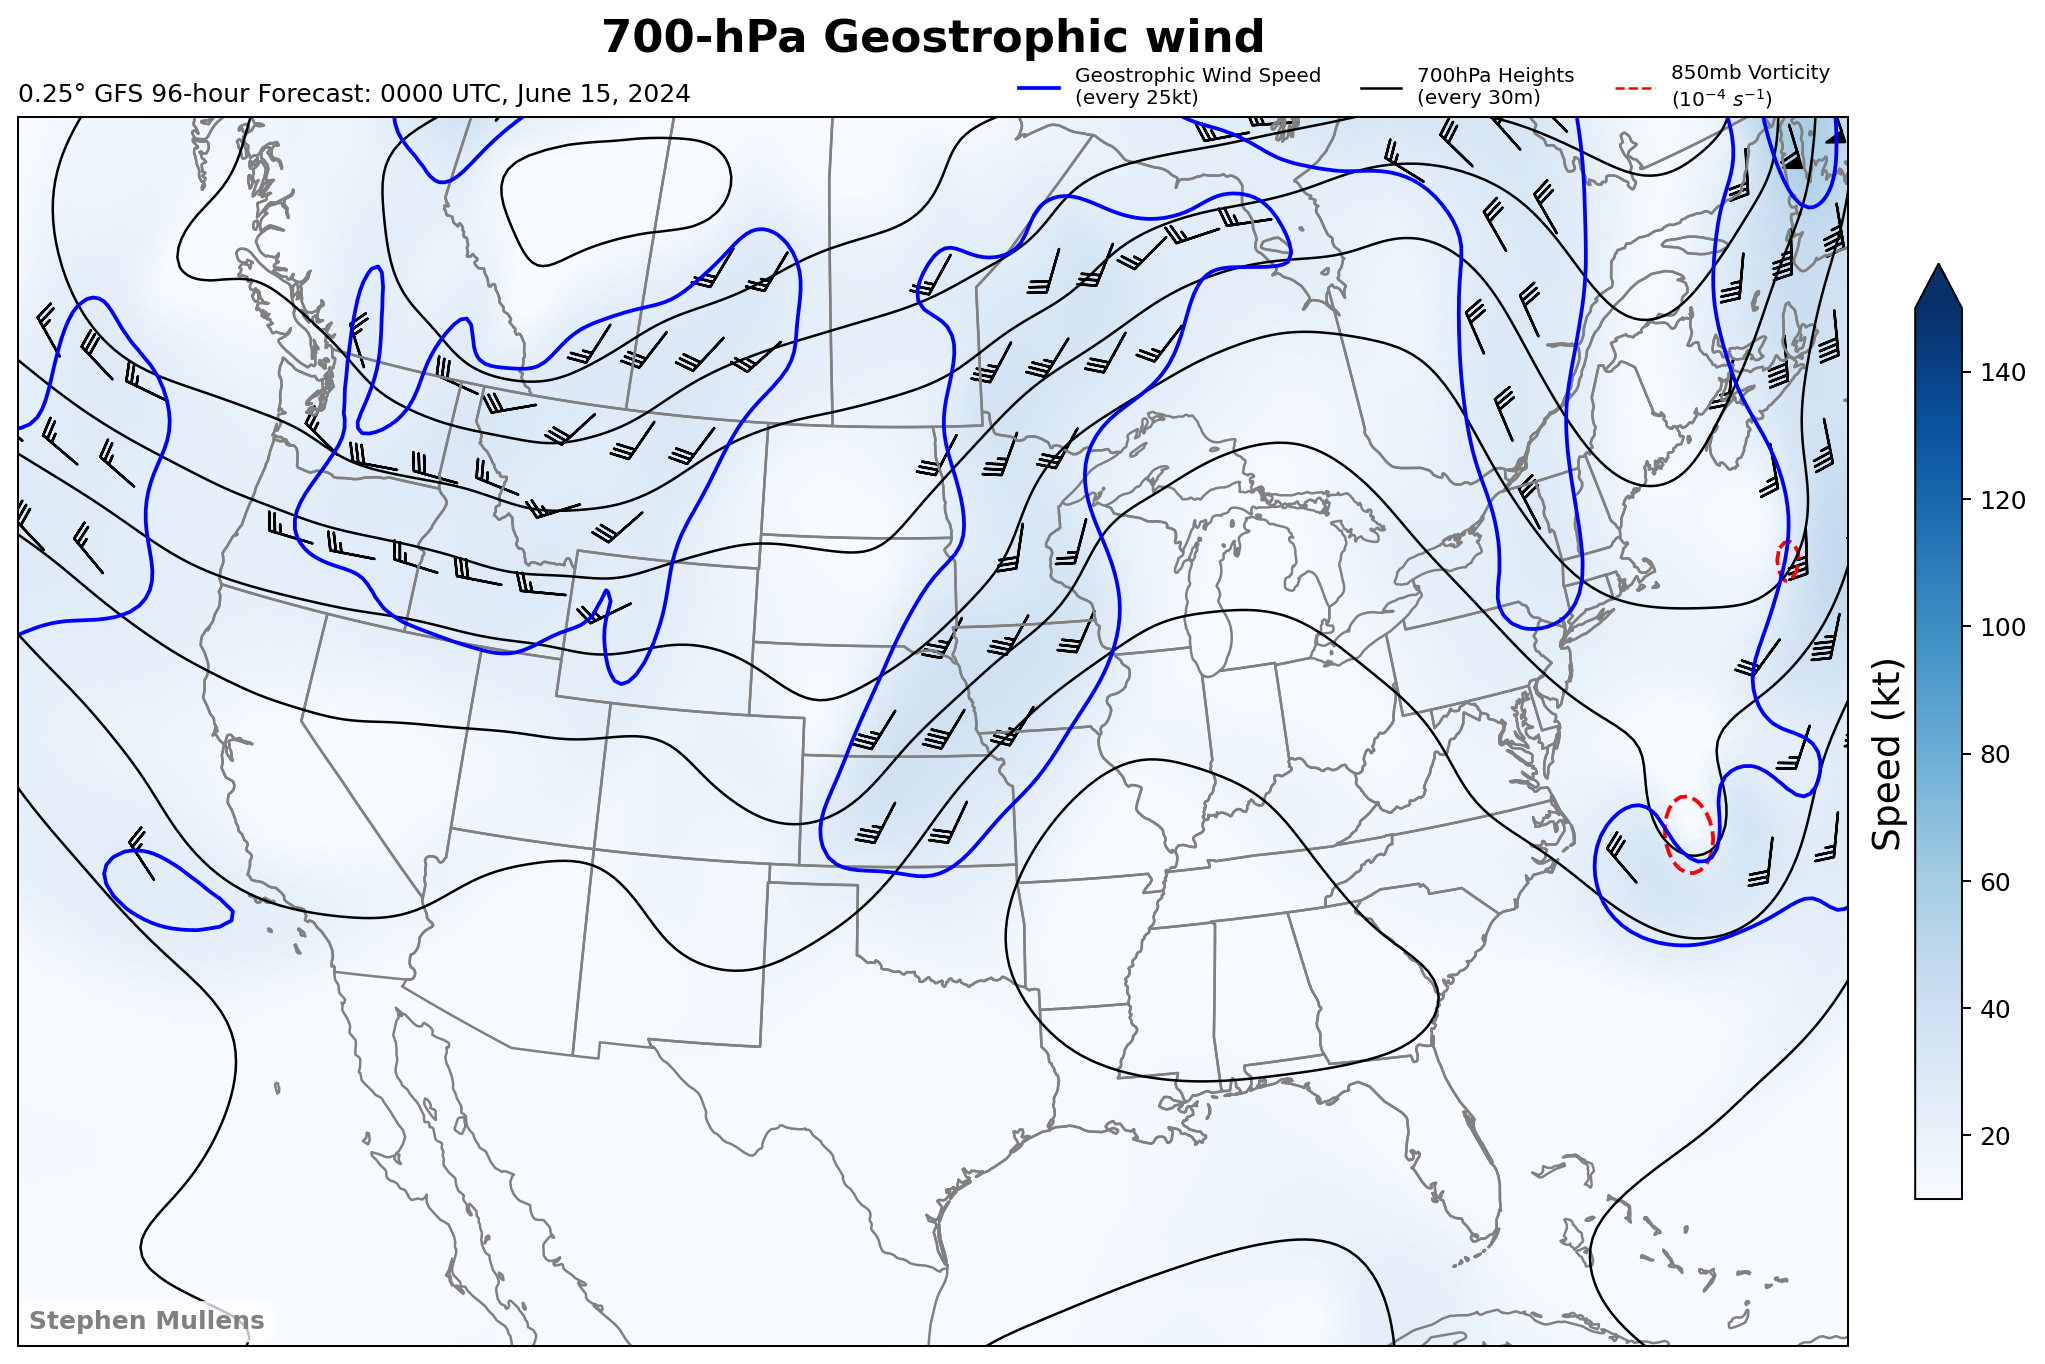 700-hPa Geostrophic wind
0.25° GFS 96-hour Forecast: 0000 UTC, June 15, 2024
Geostrophic Wind Speed
(every 25kt)
700hPa Heights
(every 30m)
850mb Vorticity
(10⁻⁴ s⁻¹)
140
120
100
80
60
40
20
Speed (kt)
Stephen Mullens